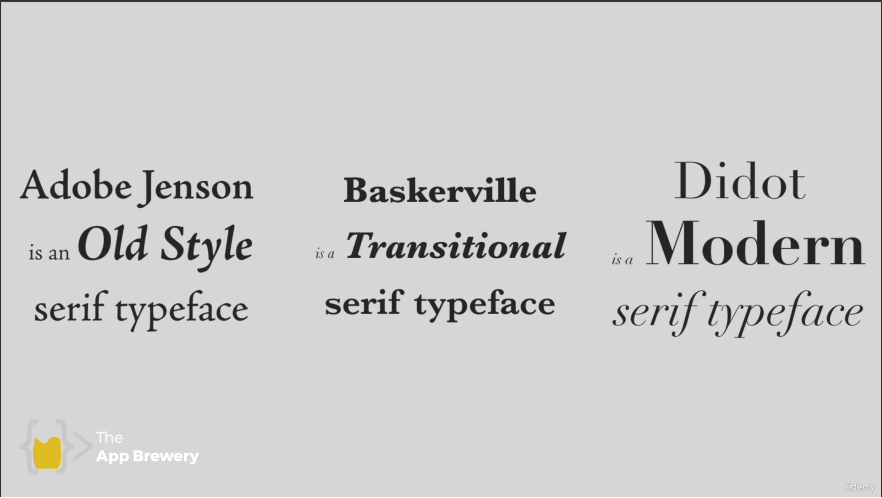 Adobe Jenson
is an Old Style
serif typeface
Baskerville
is a Transitional
serif typeface
Didot
is a Modern
serif typeface
The
App Brewery
Udemy